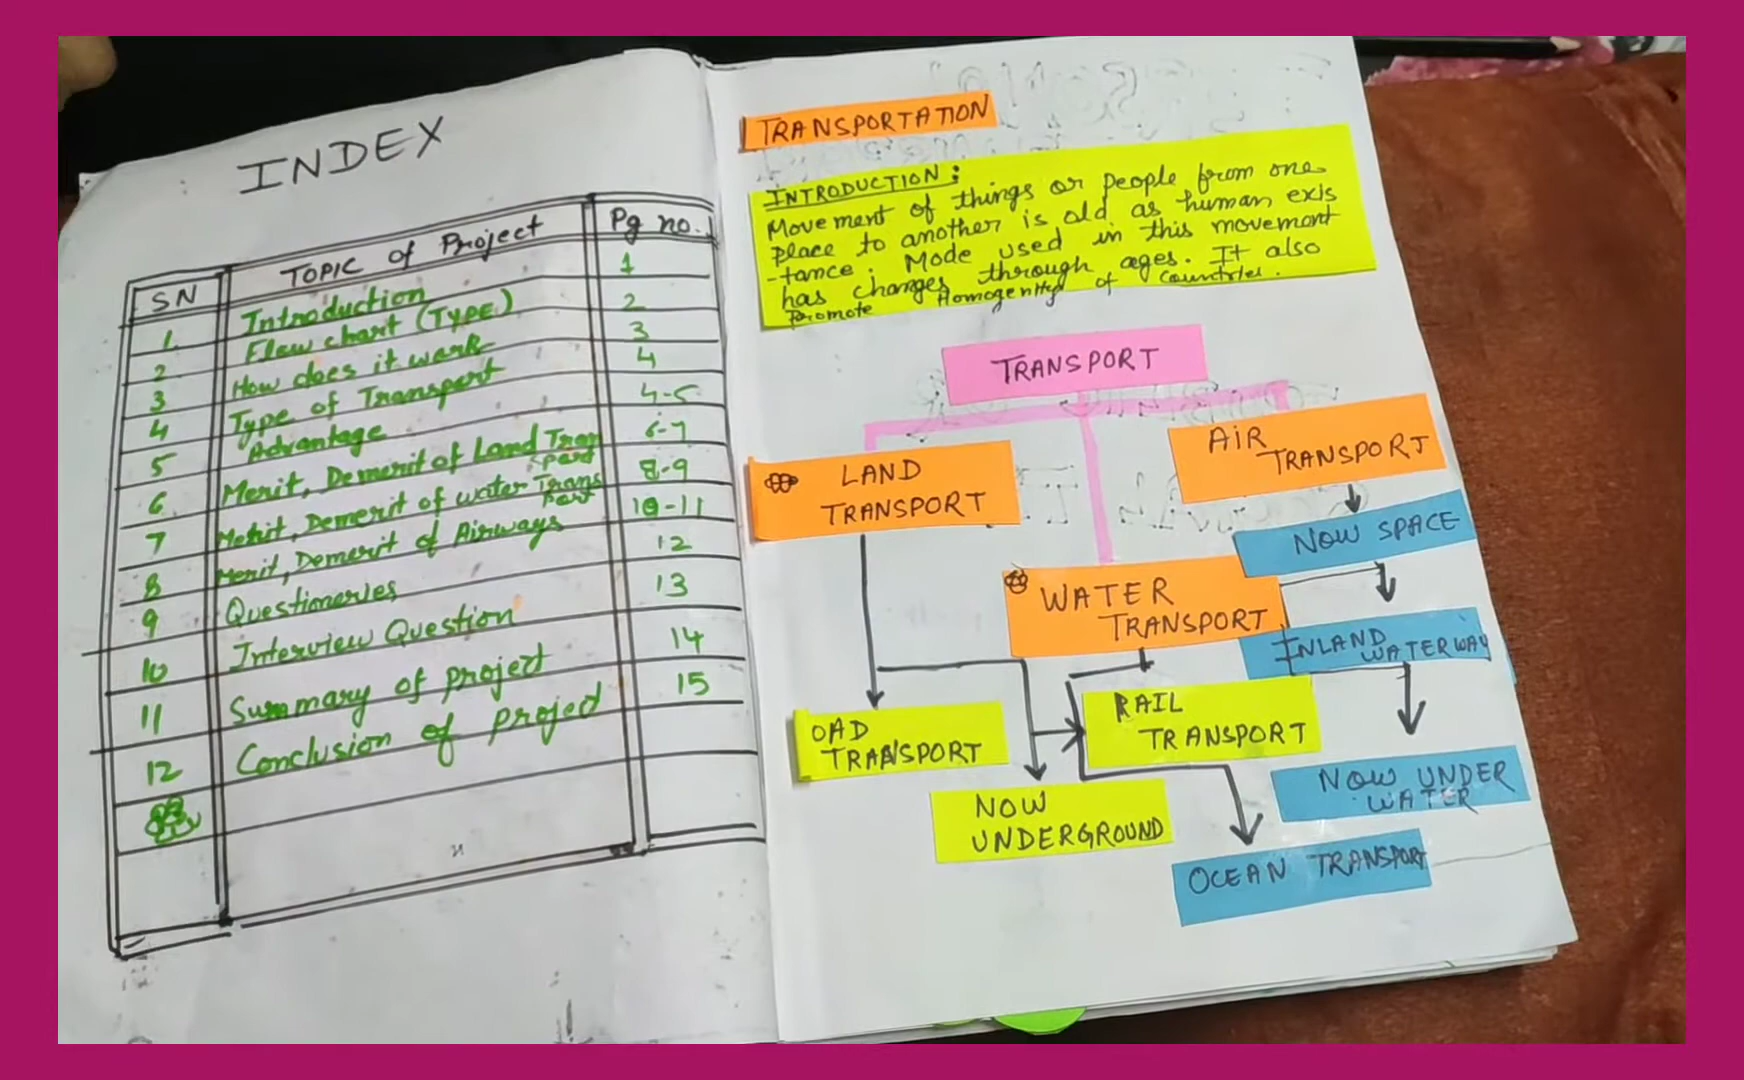 INDEX
SN TOPIC of Project Pg no.
1 Introduction 1
2 Flow chart (Type) 2
3 How does it work 3
4 Type of Transport 4
5 Advantage 4-5
6 Merit, Demerit of Land Tran
sport 6-7
7 Merit, Demerit of water Trans
port 8-9
8 Merit, Demerit of Airways 10-11
9 Questioneries 12
10 Interview Question 13
11 Summary of project 14
12 Conclusion of project 15
TRANSPORTATION
INTRODUCTION:
Movement of things or people from one
place to another is old as human exis
-tance. Mode used in this movement
has changes through ages. It also
Promote Homogenity of Countries.
TRANSPORT
LAND
TRANSPORT
AIR
TRANSPORT
NOW SPACE
WATER
TRANSPORT
INLAND
WATERWAY
OAD
TRANSPORT
RAIL
TRANSPORT
NOW
UNDERGROUND
NOW UNDER
WATER
OCEAN TRANSPORT